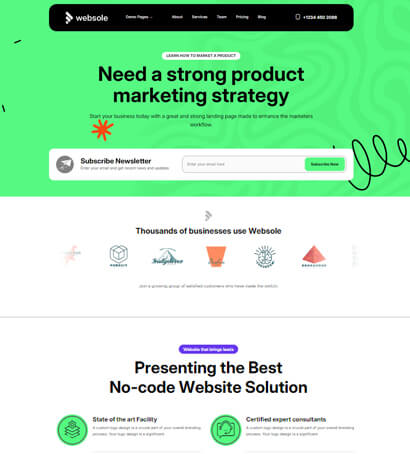 websole
Demo Pages
About
Services
Team
Pricing
Blog
LEARN HOW TO MARKET A PRODUCT
Need a strong product
marketing strategy
Start your business today with a great and strong landing page made to enhance the marketers
workflow.
Subscribe Newsletter
Enter your email and get recent news and updates
Enter your email here
Subscribe Now
Thousands of businesses use Websole
Join a growing group of satisfied customers who have made the switch.
Website that brings leads
Presenting the Best
No-code Website Solution
State of the art Facility
A custom logo design is a crucial part of your overall branding
process. Your logo design is a significant
Certified expert consultants
A custom logo design is a crucial part of your overall branding
process. Your logo design is a significant